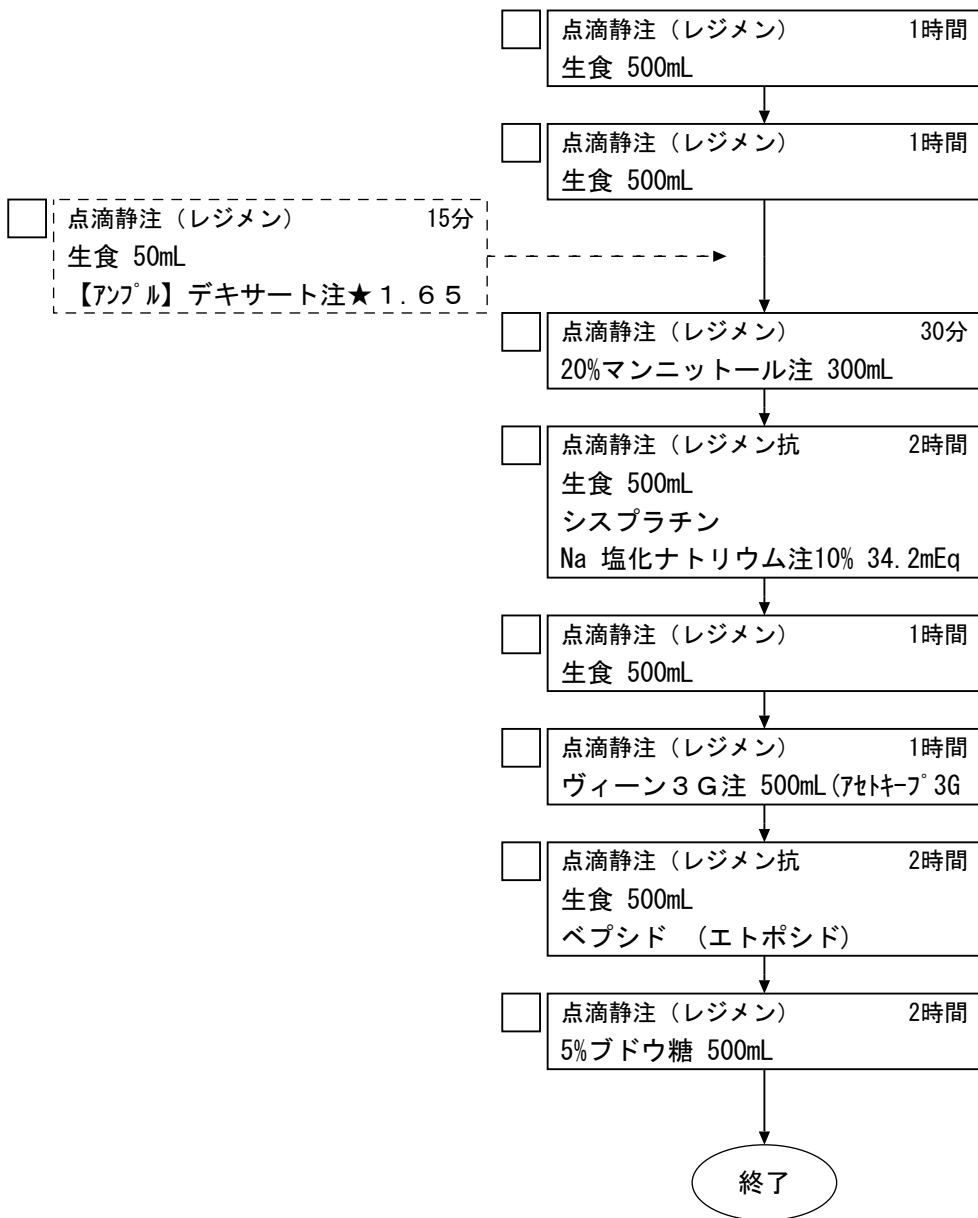 点滴静注（レジメン） 1時間
生食 500mL
点滴静注（レジメン） 1時間
生食 500mL
点滴静注（レジメン） 15分
生食 50mL
【ｱﾝﾌﾟﾙ】デキサート注★１.６５
点滴静注（レジメン） 30分
20%マンニットール注 300mL
点滴静注（レジメン抗 2時間
生食 500mL
シスプラチン
Na 塩化ナトリウム注10% 34.2mEq
点滴静注（レジメン） 1時間
生食 500mL
点滴静注（レジメン） 1時間
ヴィーン３Ｇ注 500mL(ｱｾﾄｷｰﾌﾟ3G
点滴静注（レジメン抗 2時間
生食 500mL
ベプシド （エトポシド）
点滴静注（レジメン） 2時間
5%ブドウ糖 500mL
終了